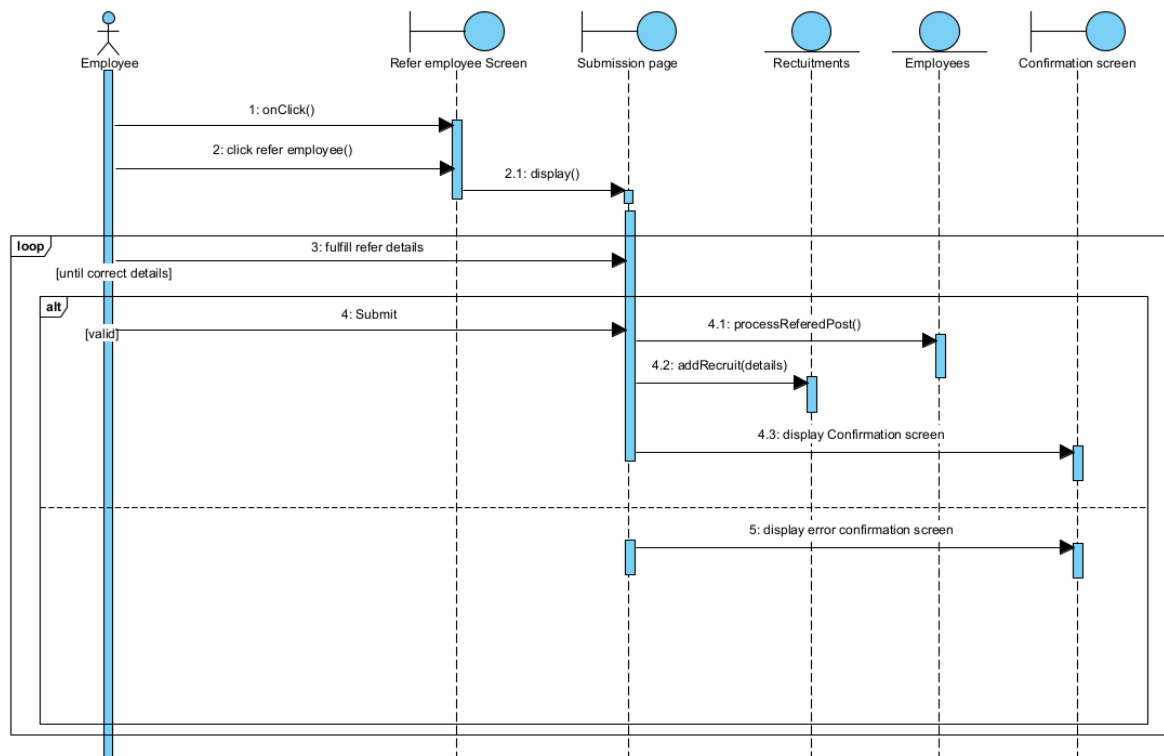 Employee
Refer employee Screen
Submission page
Rectuitments
Employees
Confirmation screen
1: onClick()
2: click refer employee()
2.1: display()
loop
3: fulfill refer details
[until correct details]
alt
4: Submit
[valid]
4.1: processReferedPost()
4.2: addRecruit(details)
4.3: display Confirmation screen
5: display error confirmation screen